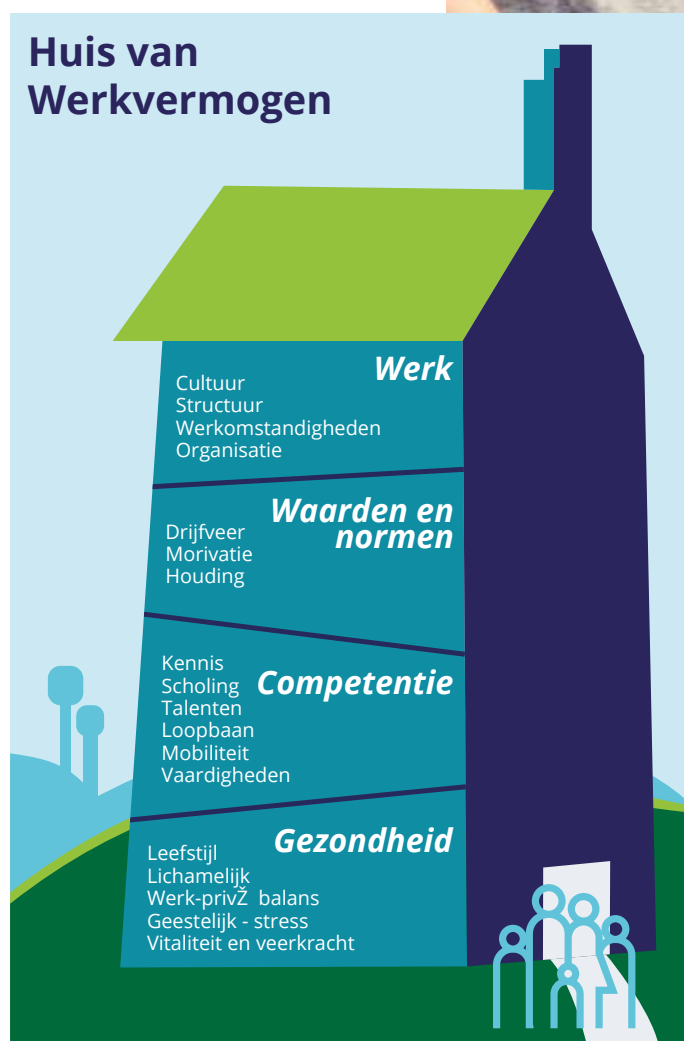 Huis van
Werkvermogen
Werk
Cultuur
Structuur
Werkomstandigheden
Organisatie
Waarden en
normen
Drijfveer
Morivatie
Houding
Competentie
Kennis
Scholing
Talenten
Loopbaan
Mobiliteit
Vaardigheden
Gezondheid
Leefstijl
Lichamelijk
Werk-privŽ balans
Geestelijk - stress
Vitaliteit en veerkracht